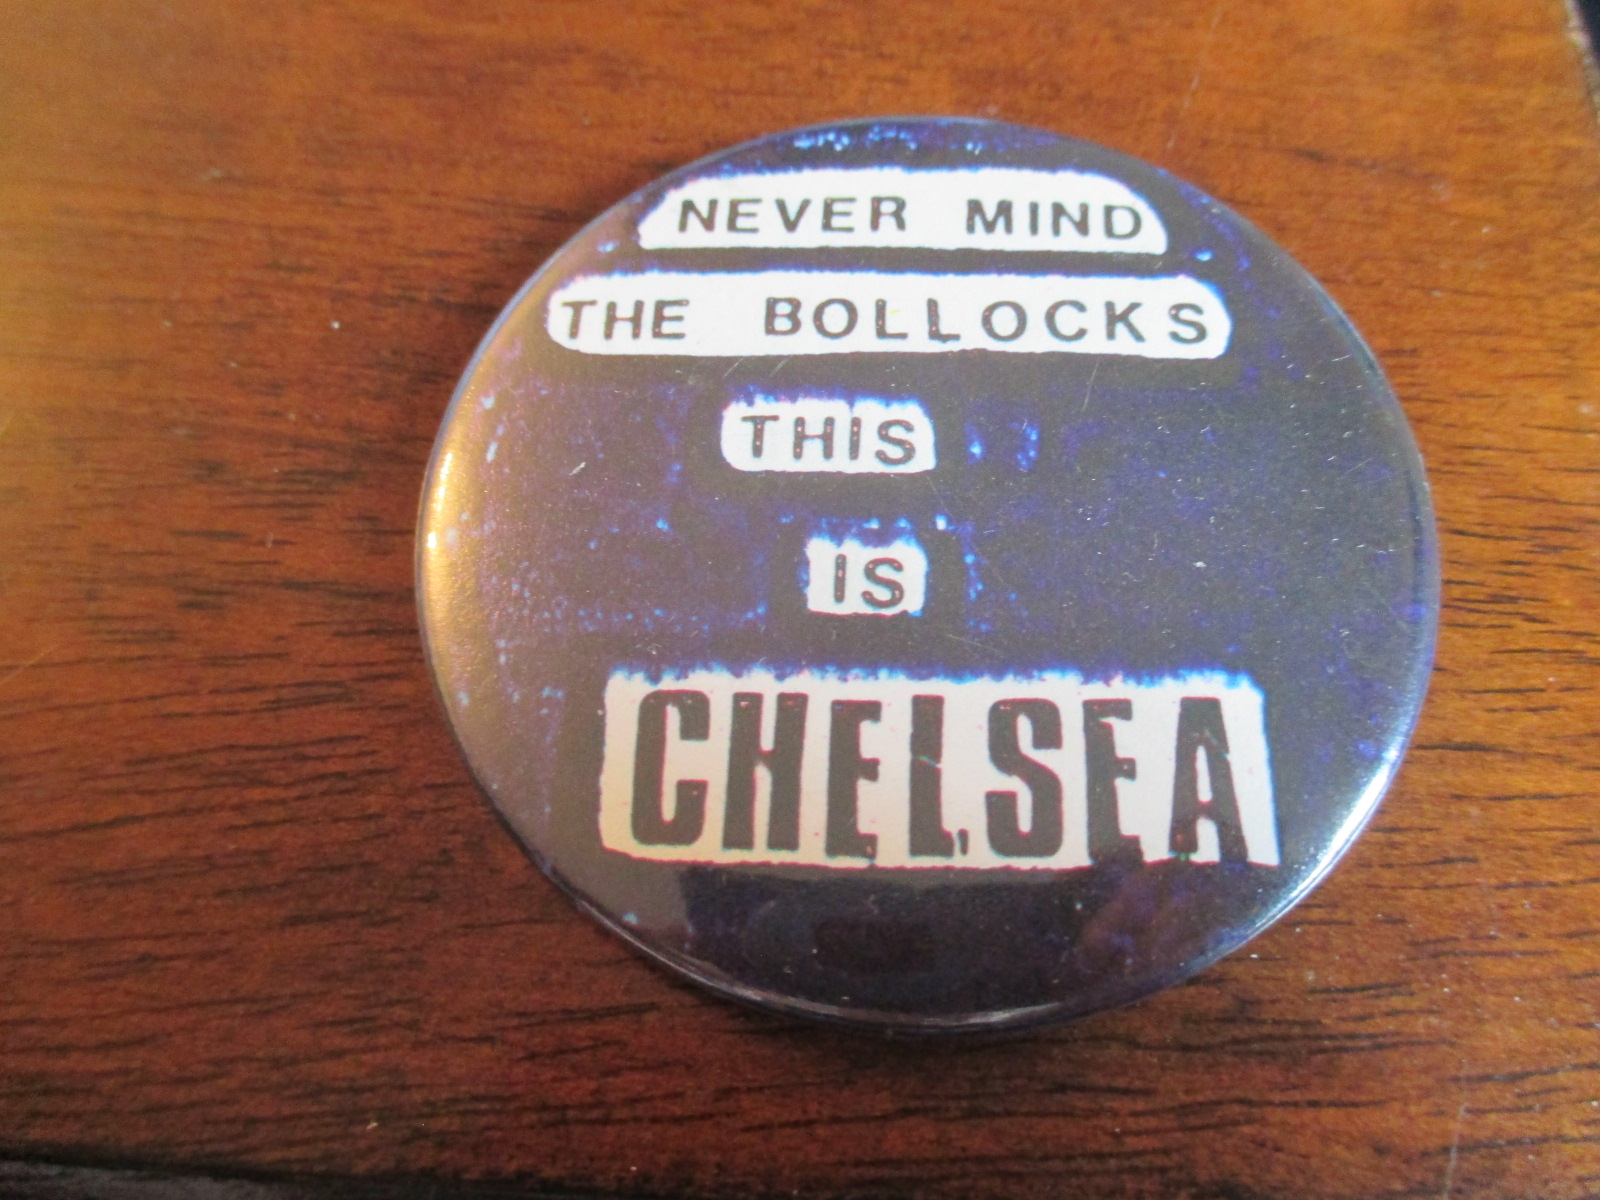 NEVER MIND
THE BOLLOCKS
THIS
IS
CHELSEA